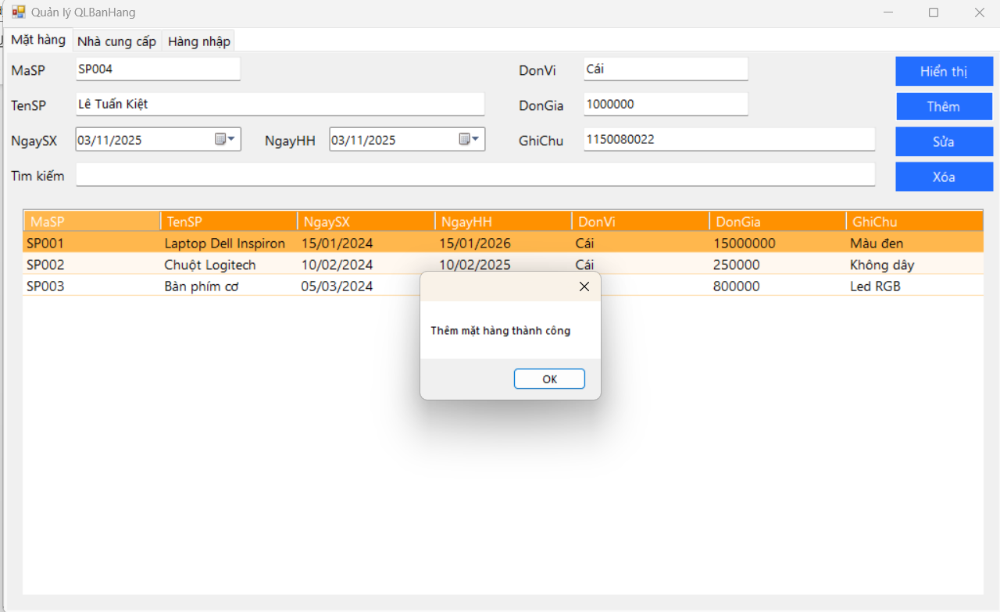 Quản lý QLBanHang
Mặt hàng Nhà cung cấp Hàng nhập
MaSP SP004 DonVi Cái Hiển thị
TenSP Lê Tuấn Kiệt DonGia 1000000 Thêm
NgaySX 03/11/2025 NgayHH 03/11/2025 GhiChu 1150080022 Sửa
Tìm kiếm Xóa
MaSP TenSP NgaySX NgayHH DonVi DonGia GhiChu
SP001 Laptop Dell Inspiron 15/01/2024 15/01/2026 Cái 15000000 Màu đen
SP002 Chuột Logitech 10/02/2024 10/02/2025 Cái 250000 Không dây
SP003 Bàn phím cơ 05/03/2024 800000 Led RGB
Thêm mặt hàng thành công
OK